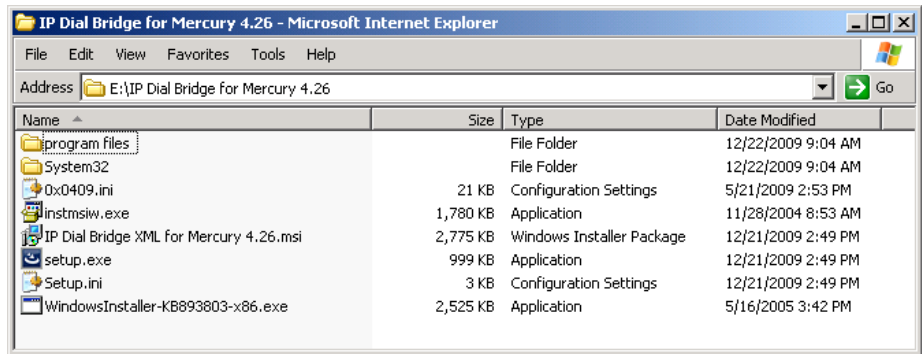 IP Dial Bridge for Mercury 4.26 - Microsoft Internet Explorer
File Edit View Favorites Tools Help
Address E:\IP Dial Bridge for Mercury 4.26 Go
Name Size Type Date Modified
program files File Folder 12/22/2009 9:04 AM
System32 File Folder 12/22/2009 9:04 AM
0x0409.ini 21 KB Configuration Settings 5/21/2009 2:53 PM
instmsiw.exe 1,780 KB Application 11/28/2004 8:53 AM
IP Dial Bridge XML for Mercury 4.26.msi 2,775 KB Windows Installer Package 12/21/2009 2:49 PM
setup.exe 999 KB Application 12/21/2009 2:49 PM
Setup.ini 3 KB Configuration Settings 12/21/2009 2:49 PM
WindowsInstaller-KB893803-x86.exe 2,525 KB Application 5/16/2005 3:42 PM